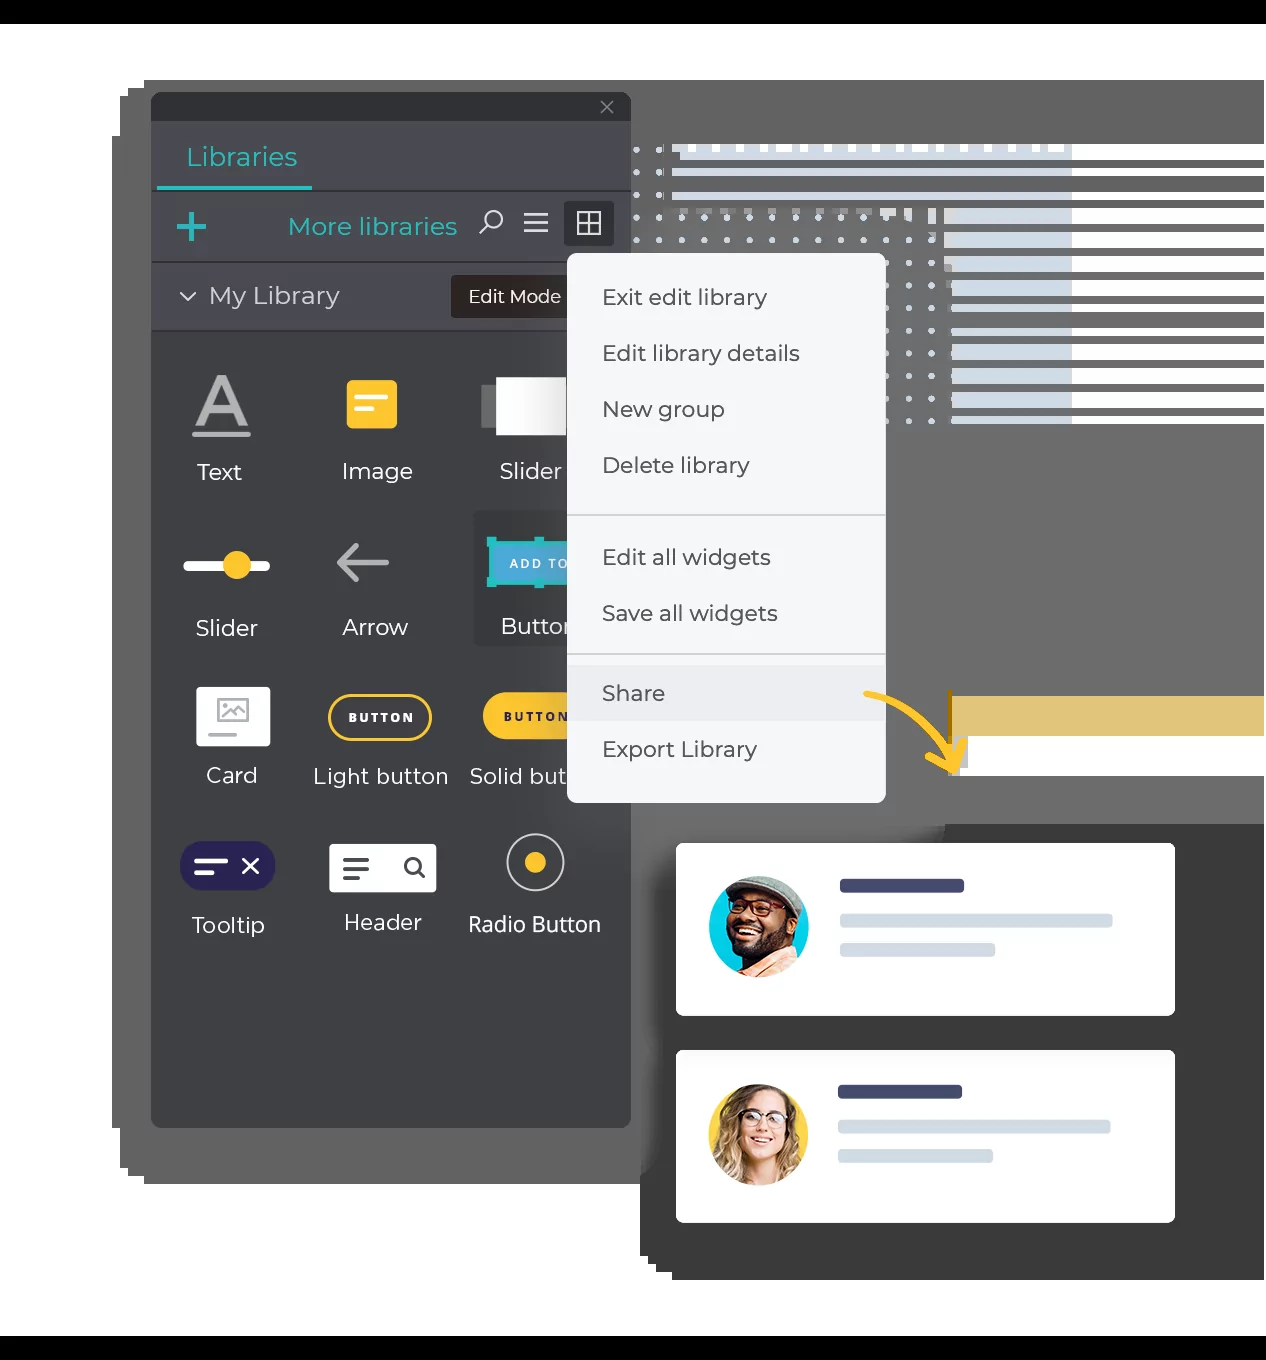 Libraries
More libraries
My Library
Edit Mode
Exit edit library
Edit library details
New group
Delete library
Edit all widgets
Save all widgets
Share
Export Library
A
Text
Image
Slider
Slider
Arrow
ADD TO
Button
BUTTON
BUTTON
Card
Light button
Solid but
Tooltip
Header
Radio Button